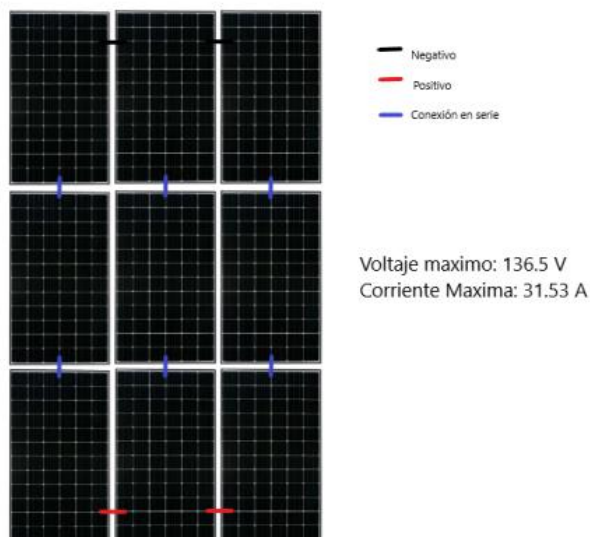 Negativo
Positivo
Conexión en serie
Voltaje maximo: 136.5 V
Corriente Maxima: 31.53 A